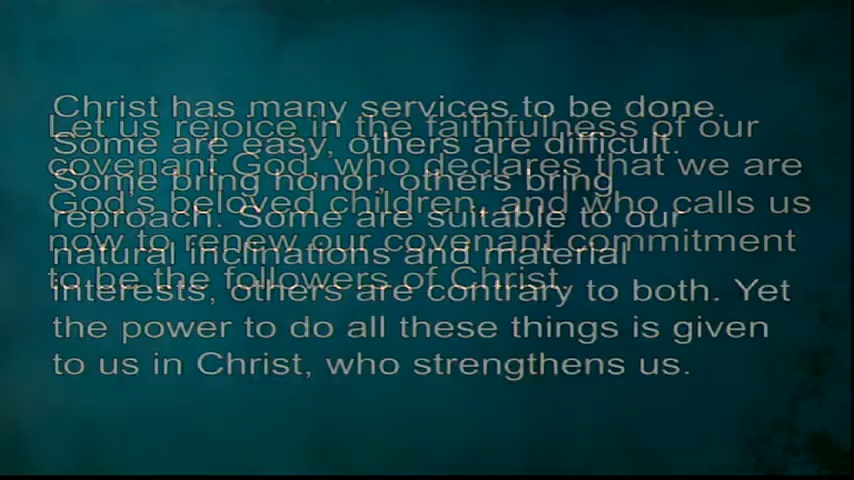 Christ has many services to be done.
Let us rejoice in the faithfulness of our
Some are easy, others are difficult.
covenant God, who declares that we are
Some bring honor, others bring
God's beloved children, and who calls us
reproach. Some are suitable to our
now to renew our covenant commitment
natural inclinations and material
to be the followers of Christ.
interests, others are contrary to both. Yet
the power to do all these things is given
to us in Christ, who strengthens us.